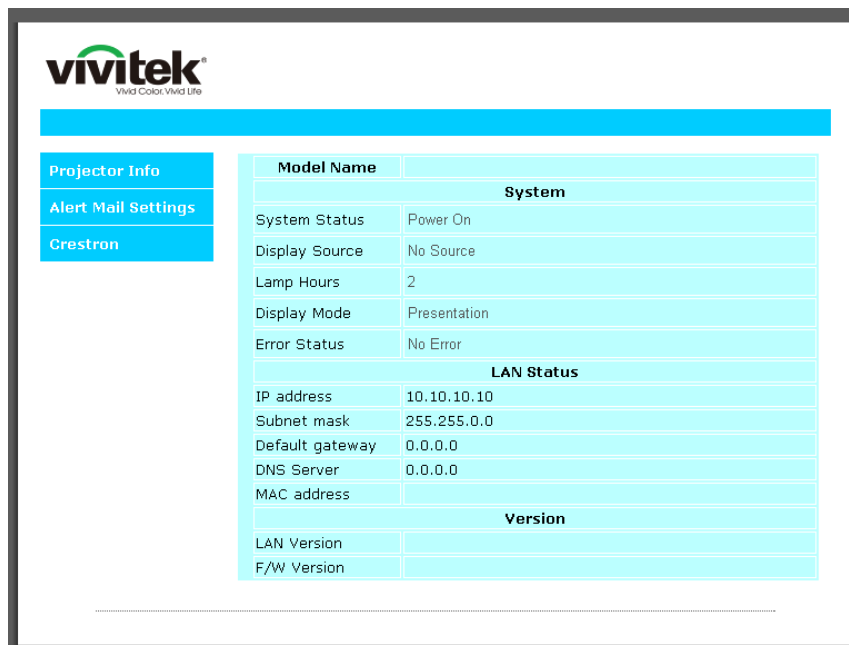 vivitek®
Vivid Color. Vivid Life
Projector Info
Alert Mail Settings
Crestron
Model Name
System
System Status Power On
Display Source No Source
Lamp Hours 2
Display Mode Presentation
Error Status No Error
LAN Status
IP address 10.10.10.10
Subnet mask 255.255.0.0
Default gateway 0.0.0.0
DNS Server 0.0.0.0
MAC address
Version
LAN Version
F/W Version